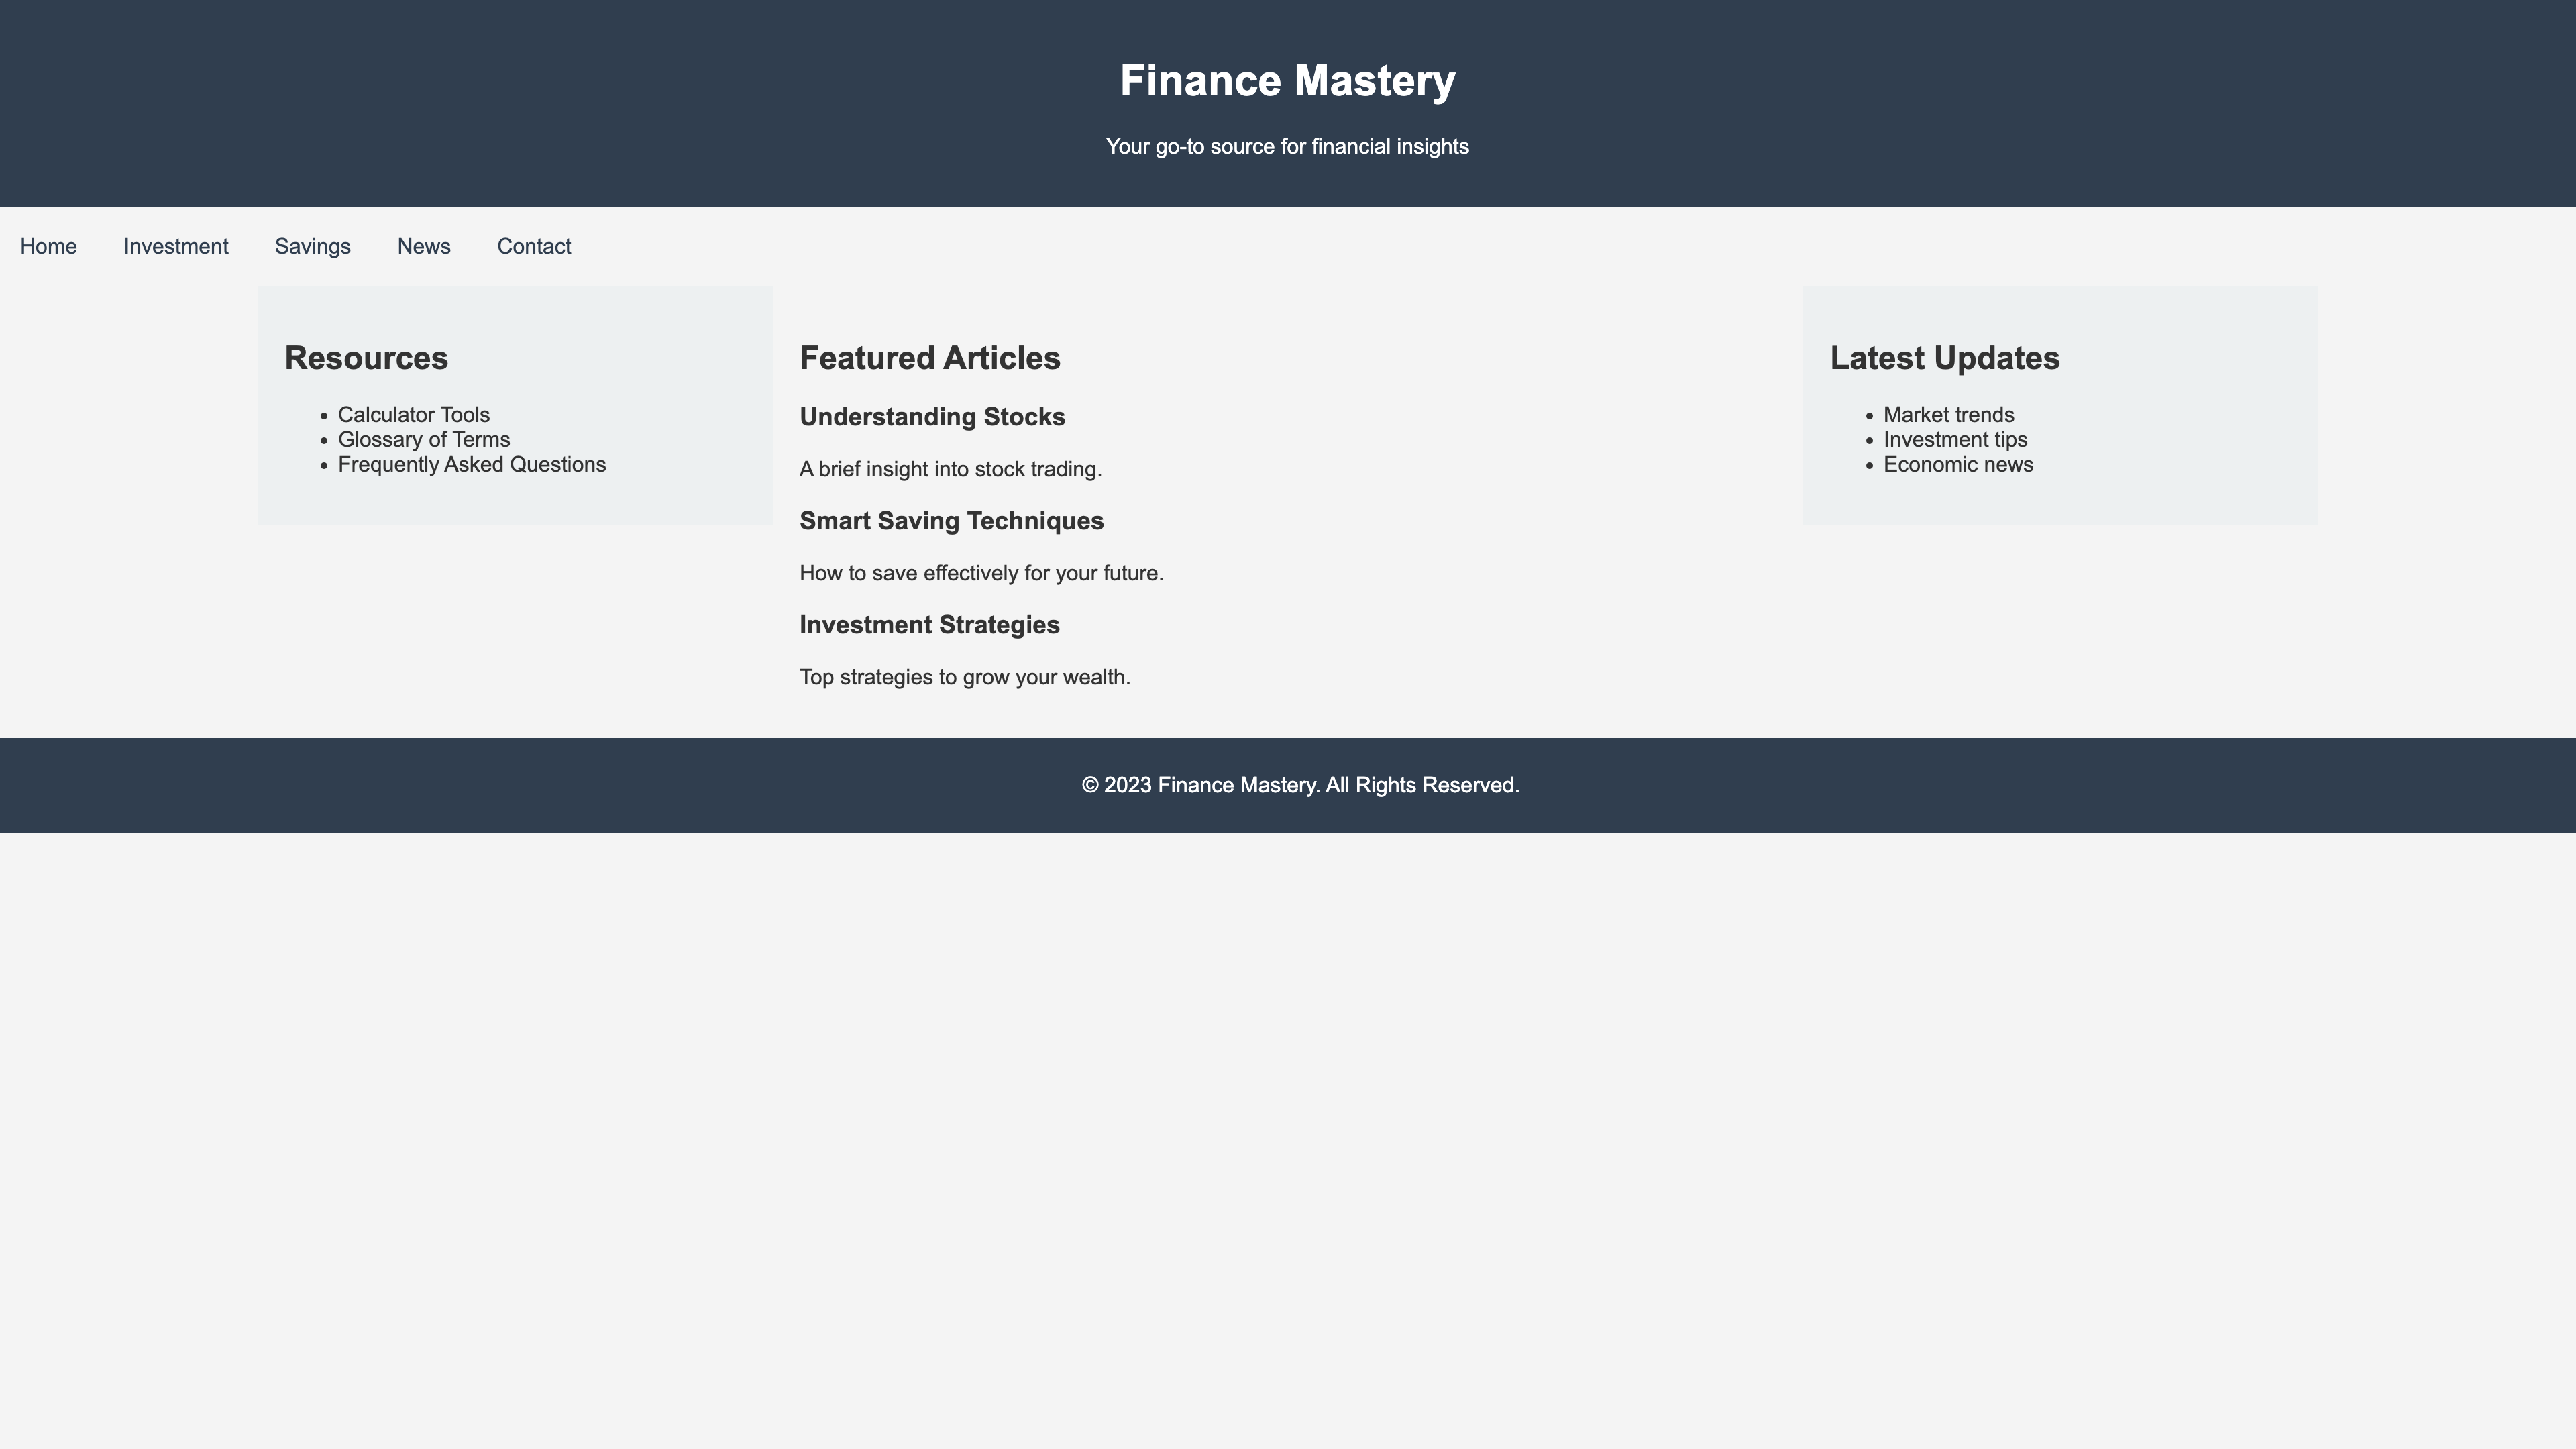 Finance Mastery
Your go-to source for financial insights
Home Investment Savings News Contact
Resources
• Calculator Tools
• Glossary of Terms
• Frequently Asked Questions
Featured Articles
Understanding Stocks
A brief insight into stock trading.
Smart Saving Techniques
How to save effectively for your future.
Investment Strategies
Top strategies to grow your wealth.
Latest Updates
• Market trends
• Investment tips
• Economic news
© 2023 Finance Mastery. All Rights Reserved.